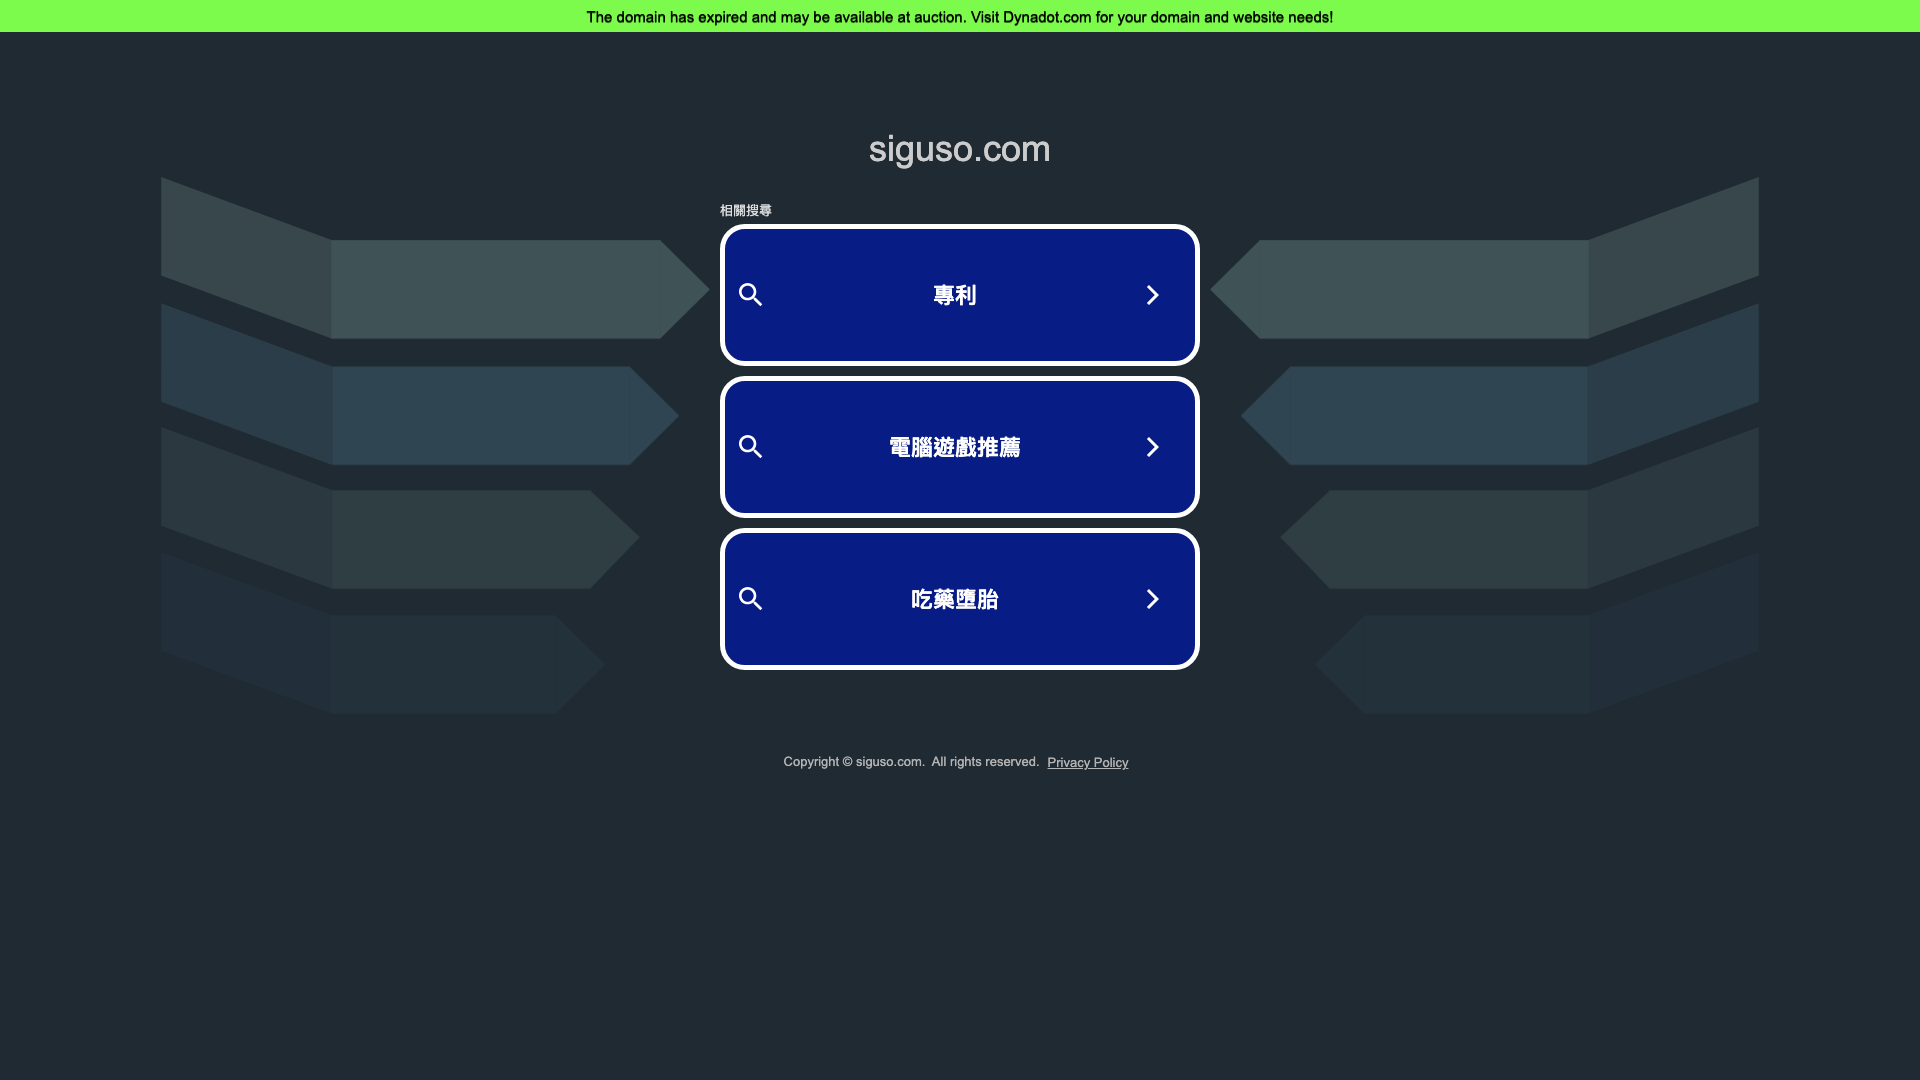 The domain has expired and may be available at auction. Visit Dynadot.com for your domain and website needs!
siguso.com
相關搜尋
專利
電腦遊戲推薦
吃藥墮胎
Copyright © siguso.com. All rights reserved. Privacy Policy